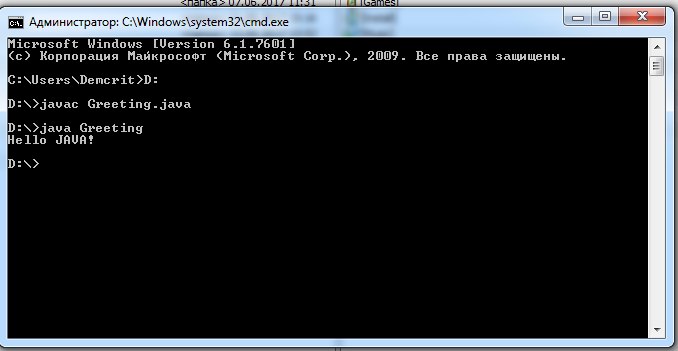 <папка> 07.06.2017 11:31
[Games]
Администратор: C:\Windows\system32\cmd.exe
Microsoft Windows [Version 6.1.7601]
(c) Корпорация Майкрософт (Microsoft Corp.), 2009. Все права защищены.
C:\Users\Demcrit>D:
D:\>javac Greeting.java
D:\>java Greeting
Hello JAVA!
D:\>